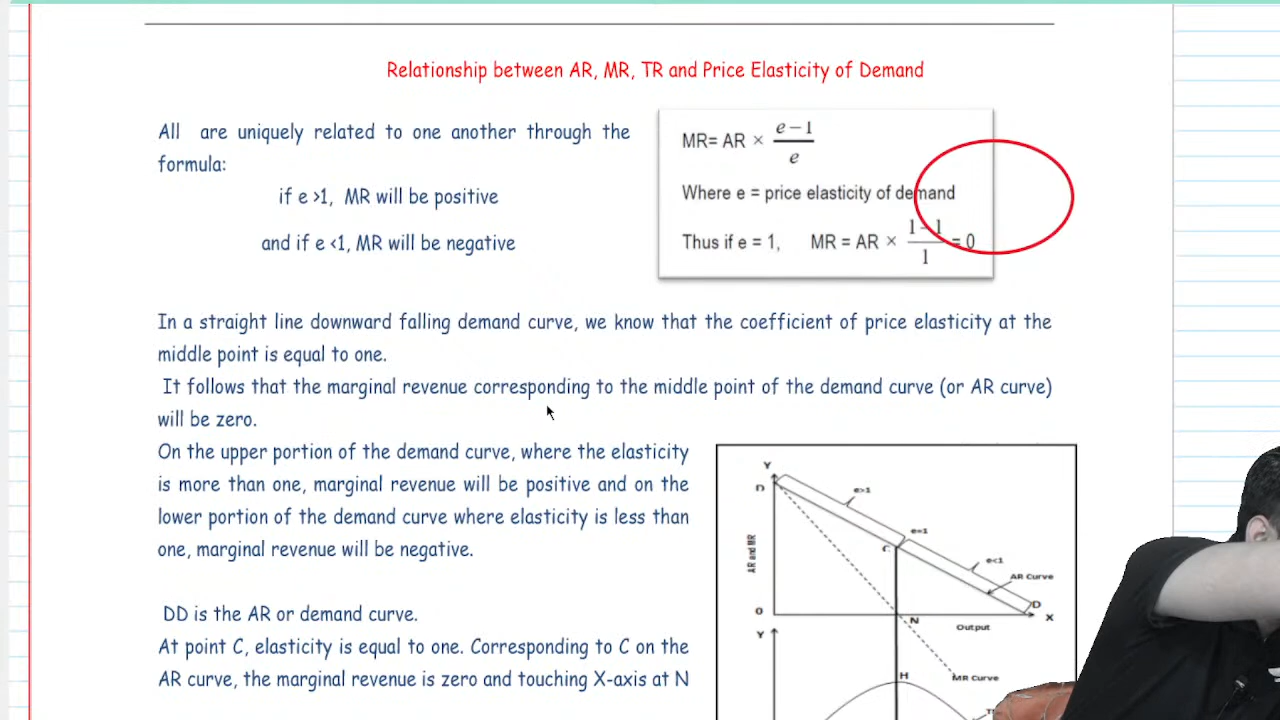 Relationship between AR, MR, TR and Price Elasticity of Demand
All are uniquely related to one another through the
formula:
if e >1, MR will be positive
and if e <1, MR will be negative
MR= AR × e – 1
e
Where e = price elasticity of demand
Thus if e = 1, MR = AR × 1 - 1 = 0
1
In a straight line downward falling demand curve, we know that the coefficient of price elasticity at the
middle point is equal to one.
It follows that the marginal revenue corresponding to the middle point of the demand curve (or AR curve)
will be zero.
On the upper portion of the demand curve, where the elasticity
is more than one, marginal revenue will be positive and on the
lower portion of the demand curve where elasticity is less than
one, marginal revenue will be negative.
DD is the AR or demand curve.
At point C, elasticity is equal to one. Corresponding to C on the
AR curve, the marginal revenue is zero and touching X-axis at N
Y
D
e>1
e=1
C
e<1
AR and MR
AR Curve
D
O
N
X
Output
Y
MR Curve
H